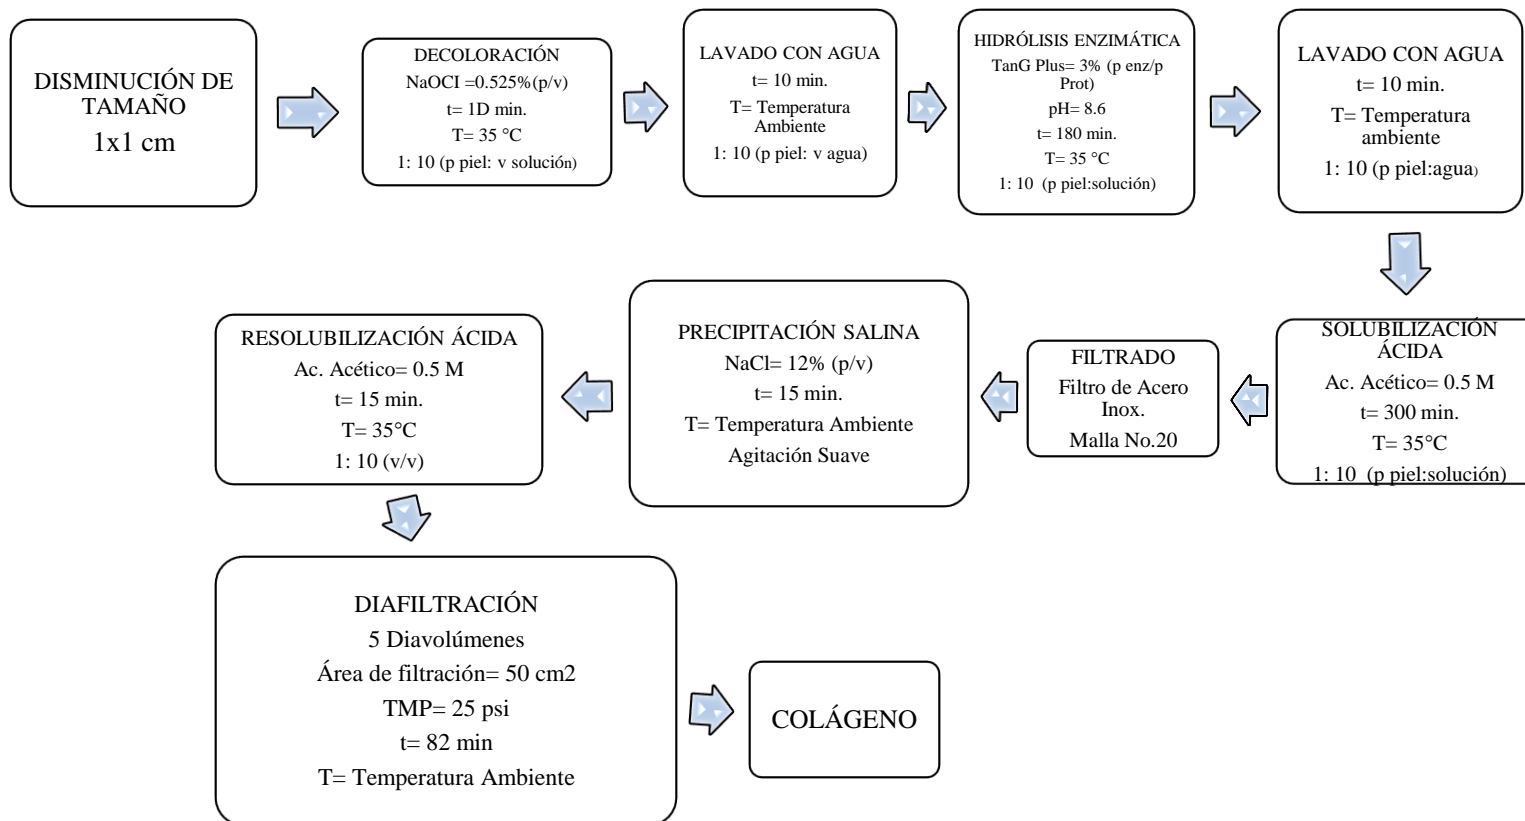 DISMINUCIÓN DE
TAMAÑO
1x1 cm
DECOLORACIÓN
NaOCI =0.525%(p/v)
t= 1D min.
T= 35 °C
1: 10 (p piel: v solución)
LAVADO CON AGUA
t= 10 min.
T= Temperatura
Ambiente
1: 10 (p piel: v agua)
HIDRÓLISIS ENZIMÁTICA
TanG Plus= 3% (p enz/p
Prot)
pH= 8.6
t= 180 min.
T= 35 °C
1: 10 (p piel:solución)
LAVADO CON AGUA
t= 10 min.
T= Temperatura
ambiente
1: 10 (p piel:agua)
SOLUBILIZACIÓN
ÁCIDA
Ac. Acético= 0.5 M
t= 300 min.
T= 35°C
1: 10 (p piel:solución)
FILTRADO
Filtro de Acero
Inox.
Malla No.20
PRECIPITACIÓN SALINA
NaCl= 12% (p/v)
t= 15 min.
T= Temperatura Ambiente
Agitación Suave
RESOLUBILIZACIÓN ÁCIDA
Ac. Acético= 0.5 M
t= 15 min.
T= 35°C
1: 10 (v/v)
DIAFILTRACIÓN
5 Diavolúmenes
Área de filtración= 50 cm2
TMP= 25 psi
t= 82 min
T= Temperatura Ambiente
COLÁGENO